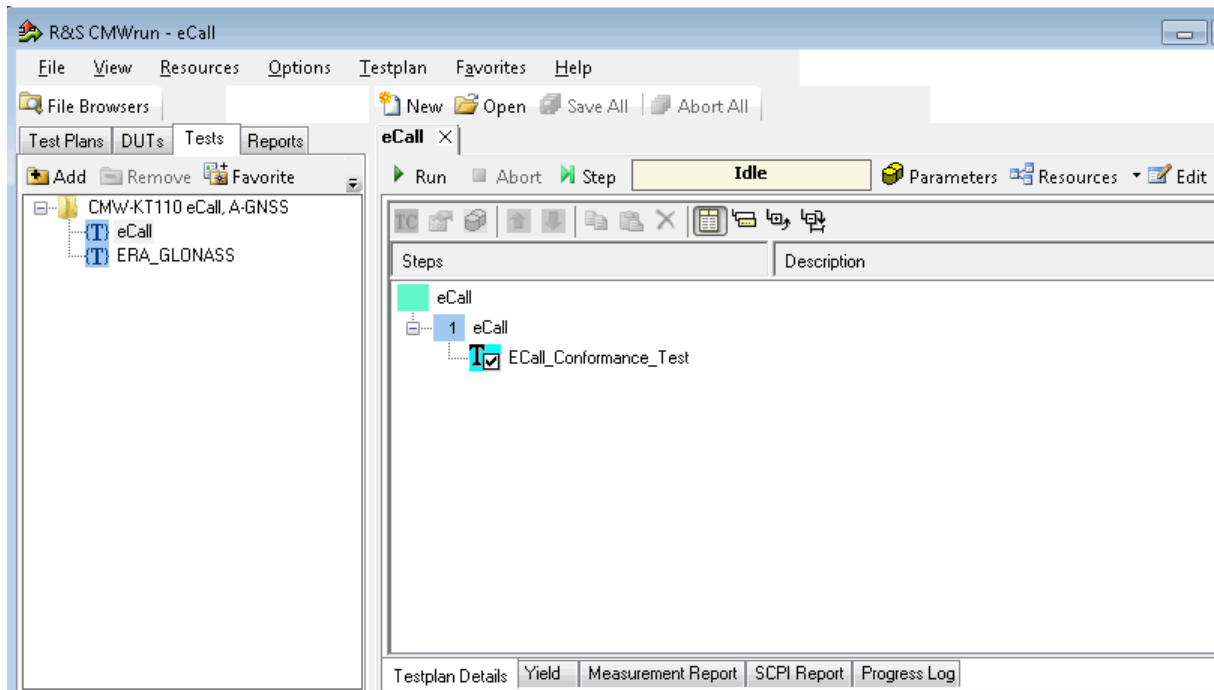 R&S CMWrun - eCall
File View Resources Options Testplan Favorites Help
File Browsers New Open Save All Abort All
Test Plans DUTs Tests Reports eCall
Add Remove Favorite Run Abort Step Idle Parameters Resources Edit
CMW-KT110 eCall, A-GNSS
{T} eCall
{T} ERA_GLONASS
TC
Steps Description
eCall
1 eCall
T ECall_Conformance_Test
Testplan Details Yield Measurement Report SCPI Report Progress Log